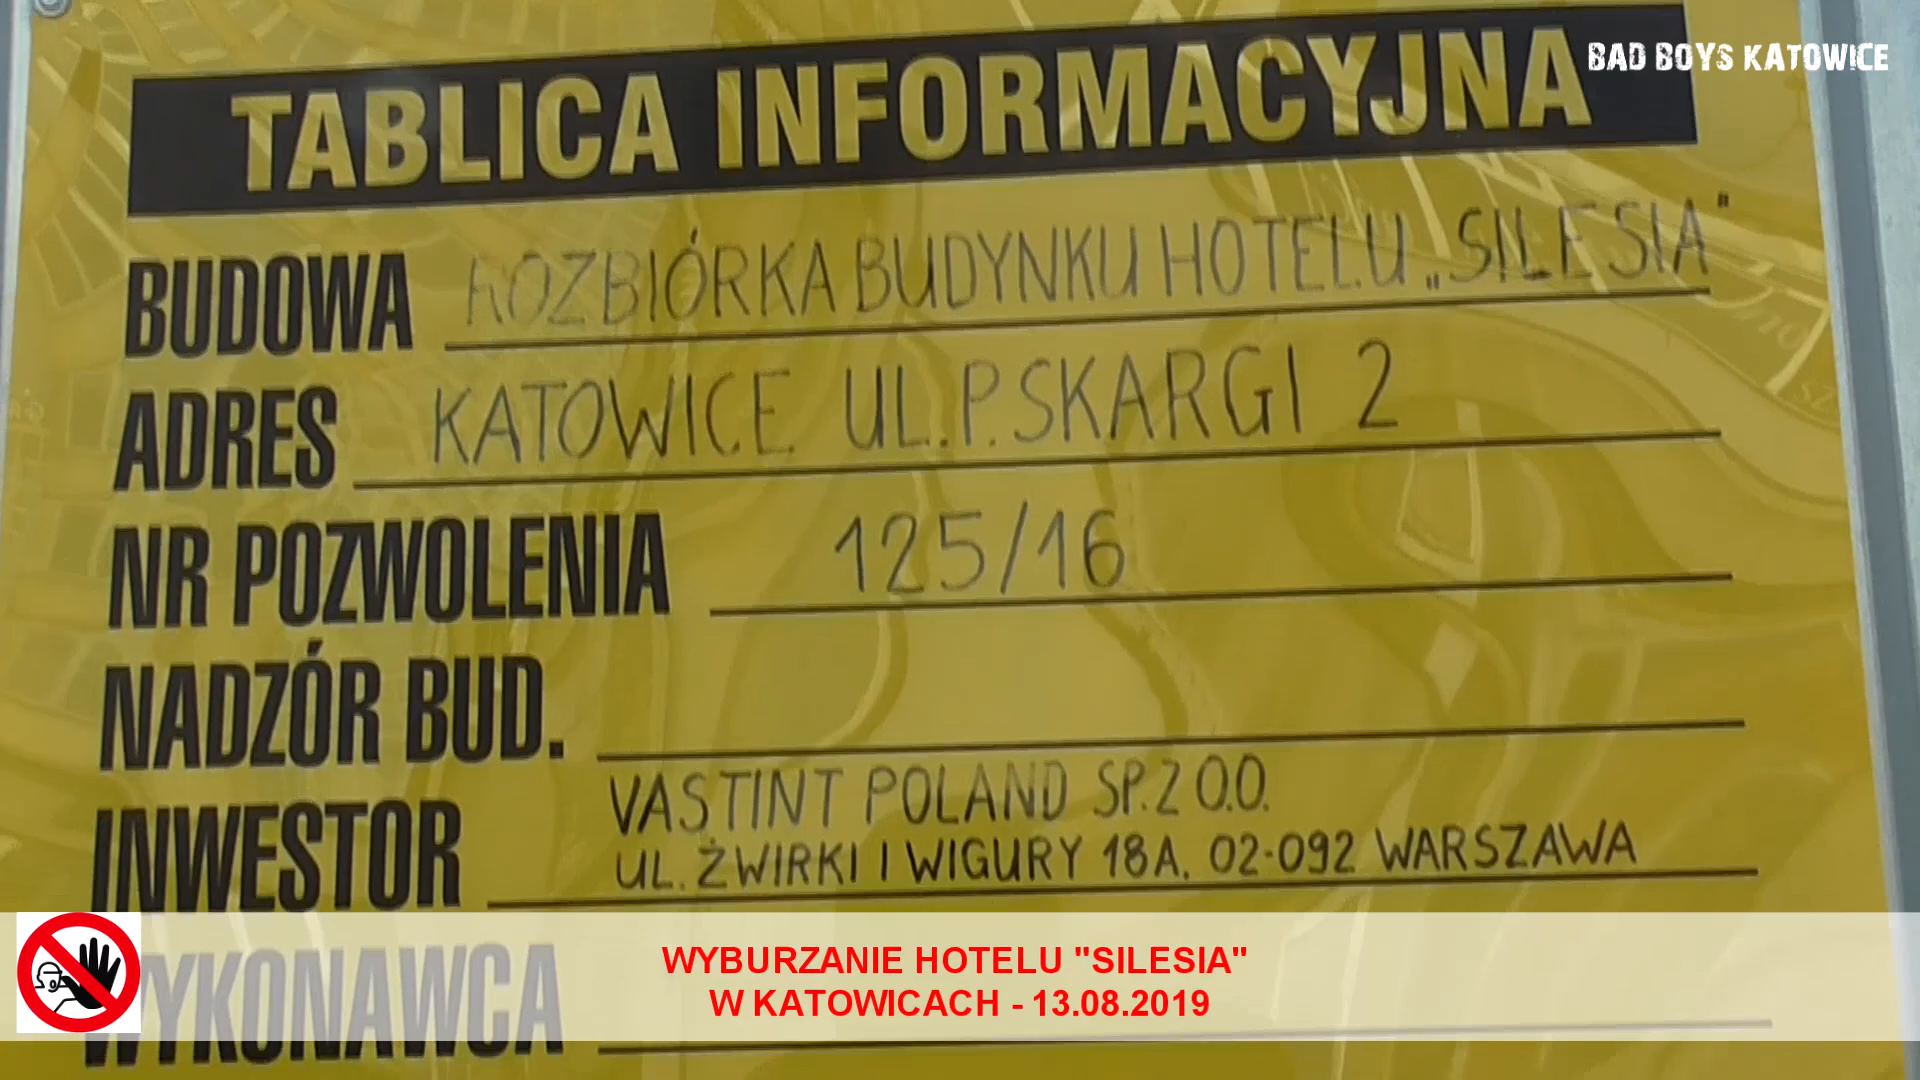 BAD BOYS KATOWICE
TABLICA INFORMACYJNA
BUDOWA ROZBIÓRKA BUDYNKU HOTELU „SILESIA"
ADRES KATOWICE UL. P. SKARGI 2
NR POZWOLENIA 125/16
NADZÓR BUD.
VASTINT POLAND SP. Z O.O.
INWESTOR UL. ŻWIRKI I WIGURY 18A, 02-092 WARSZAWA
WYKONAWCA
WYBURZANIE HOTELU "SILESIA"
W KATOWICACH - 13.08.2019